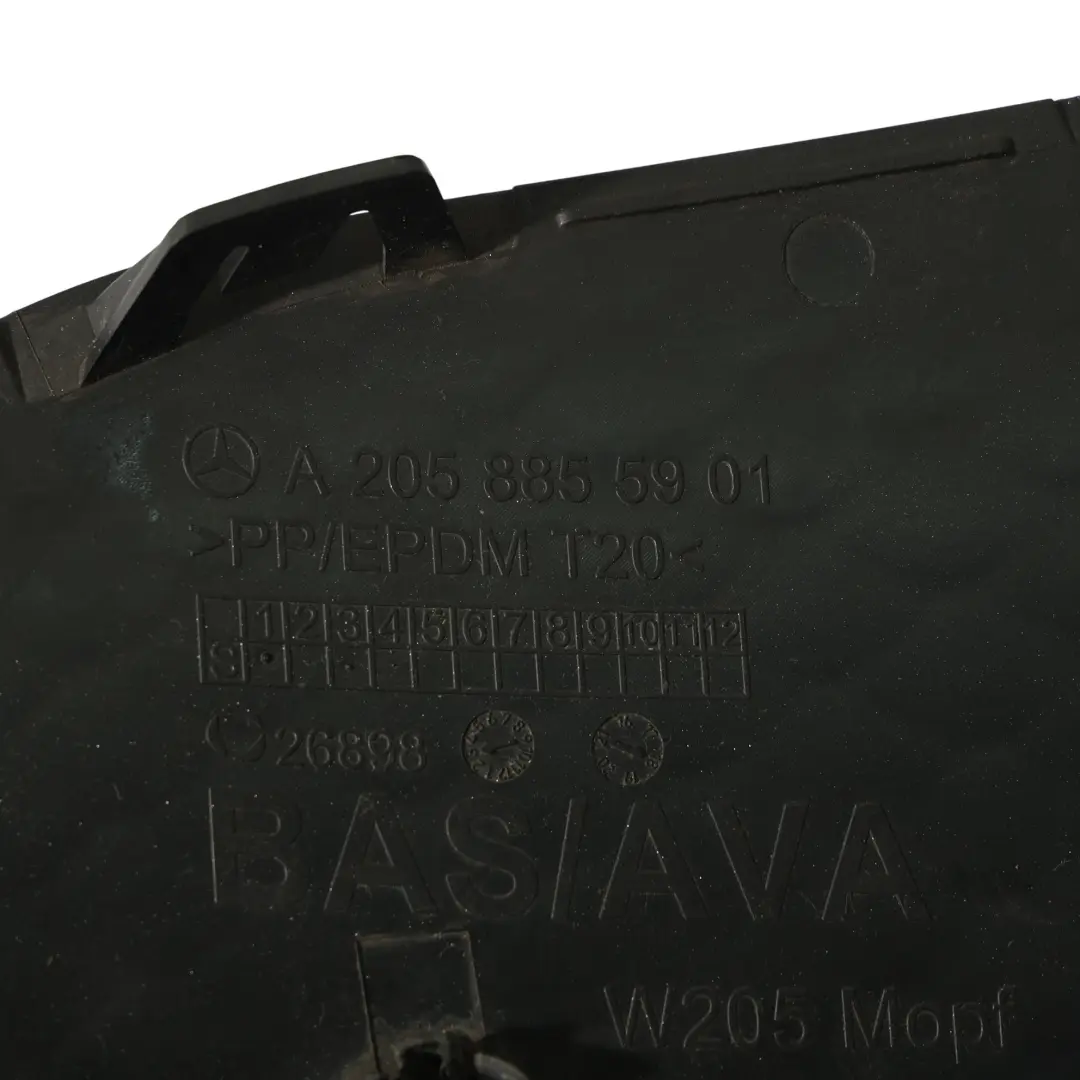 A 205 885 59 01
>PP/EPDM T20<
1 2 3 4 5 6 7 8 9 10 11 12
S
26898
BAS/AVA
W205 Mopf